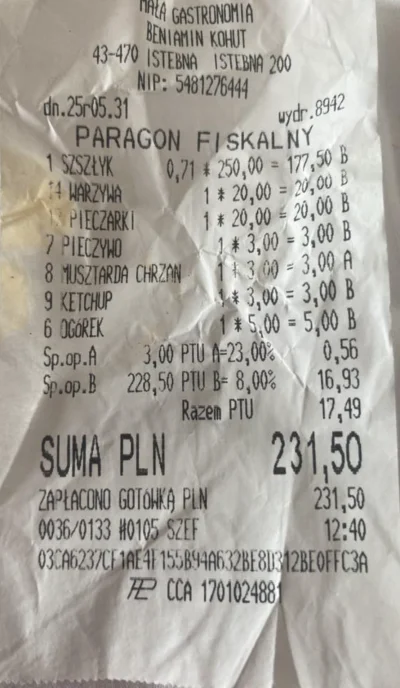 MAŁA GASTRONOMIA
BENIAMIN KOHUT
43-470 ISTEBNA ISTEBNA 200
NIP: 5481276444
dn.25r05.31 wydr.8942
PARAGON FISKALNY
1 SZSZŁYK 0,71 * 250,00 = 177,50 B
14 WARZYWA 1 * 20,00 = 20,00 B
PIECZARKI 1 * 20,00 = 20,00 B
7 PIECZYWO 1 * 3,00 = 3,00 B
8 MUSZTARDA CHRZAN 1 * 3,00 = 3,00 A
9 KETCHUP 1 * 3,00 = 3,00 B
6 OGÓREK 1 * 5,00 = 5,00 B
Sp.op.A 3,00 PTU A=23,00% 0,56
Sp.op.B 228,50 PTU B= 8,00% 16,93
Razem PTU 17,49
SUMA PLN 231,50
ZAPŁACONO GOTÓWKĄ PLN 231,50
0036/0133 #0105 SZEF 12:40
03CA6237CF1AE4F155B94A632BE8D312BE0FFC3A
CCA 1701024881